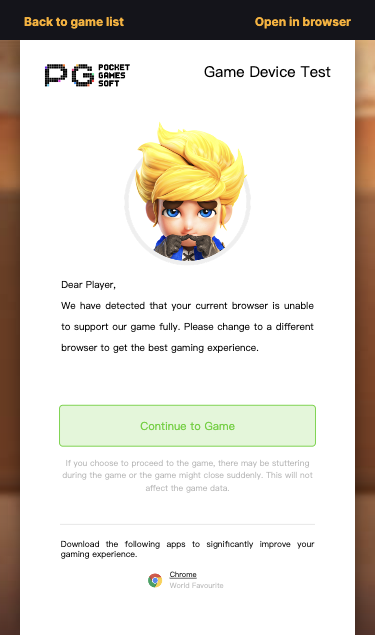 Back to game list
Open in browser
PG POCKET GAMES SOFT
Game Device Test
Dear Player,
We have detected that your current browser is unable
to support our game fully. Please change to a different
browser to get the best gaming experience.
Continue to Game
If you choose to proceed to the game, there may be stuttering
during the game or the game might close suddenly. This will not
affect the game data.
Download the following apps to significantly improve your
gaming experience.
Chrome
World Favourite